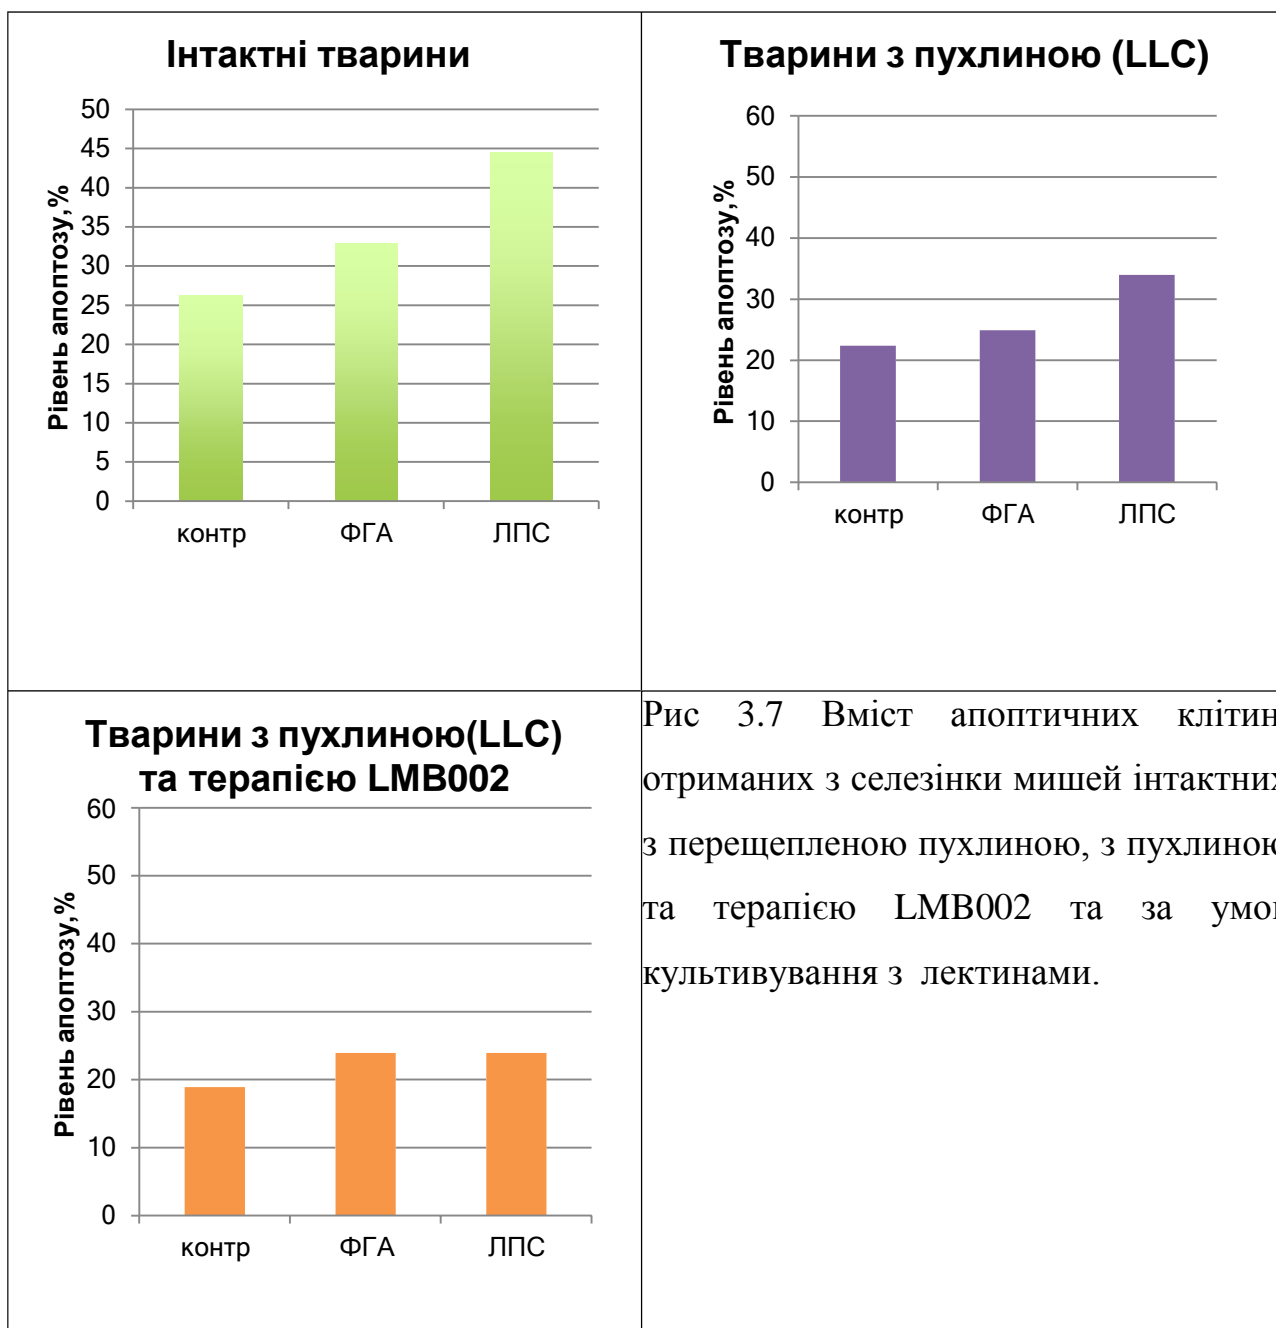 Інтактні тварини
50
45
40
35
30
25
20
15
10
5
0
Рівень апоптозу,%
контр ФГА ЛПС
Тварини з пухлиною (LLC)
60
50
40
30
20
10
0
Рівень апоптозу,%
контр ФГА ЛПС
Тварини з пухлиною(LLC)
та терапією LMB002
60
50
40
30
20
10
0
Рівень апоптозу,%
контр ФГА ЛПС
Рис 3.7 Вміст апоптичних клітин
отриманих з селезінки мишей інтактних
з перещепленою пухлиною, з пухлиною
та терапією LMB002 та за умов
культивування з лектинами.